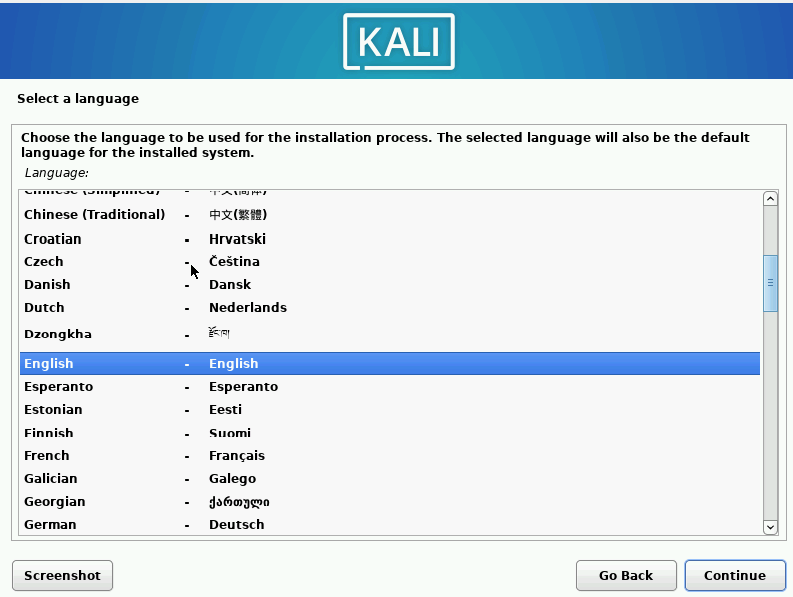 KALI
Select a language
Choose the language to be used for the installation process. The selected language will also be the default
language for the installed system.
Language:
Chinese (Simplified) - 中文(简体)
Chinese (Traditional) - 中文(繁體)
Croatian - Hrvatski
Czech - Čeština
Danish - Dansk
Dutch - Nederlands
Dzongkha - རྫོང་ཁ།
English - English
Esperanto - Esperanto
Estonian - Eesti
Finnish - Suomi
French - Français
Galician - Galego
Georgian - ქართული
German - Deutsch
Screenshot Go Back Continue